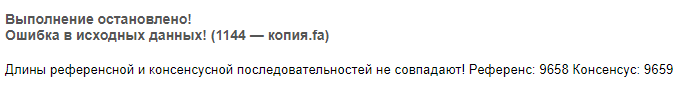 Выполнение остановлено!
Ошибка в исходных данных! (1144 — копия.fa)
Длины референсной и консенсусной последовательностей не совпадают! Референс: 9658 Консенсус: 9659